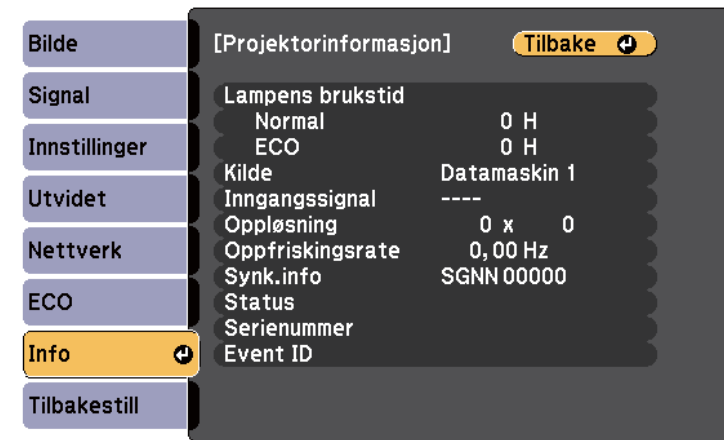 Bilde
Signal
Innstillinger
Utvidet
Nettverk
ECO
Info
Tilbakestill
[Projektorinformasjon] Tilbake
Lampens brukstid
Normal 0 H
ECO 0 H
Kilde Datamaskin 1
Inngangssignal ----
Oppløsning 0 x 0
Oppfriskingsrate 0,00 Hz
Synk.info SGNN 00000
Status
Serienummer
Event ID